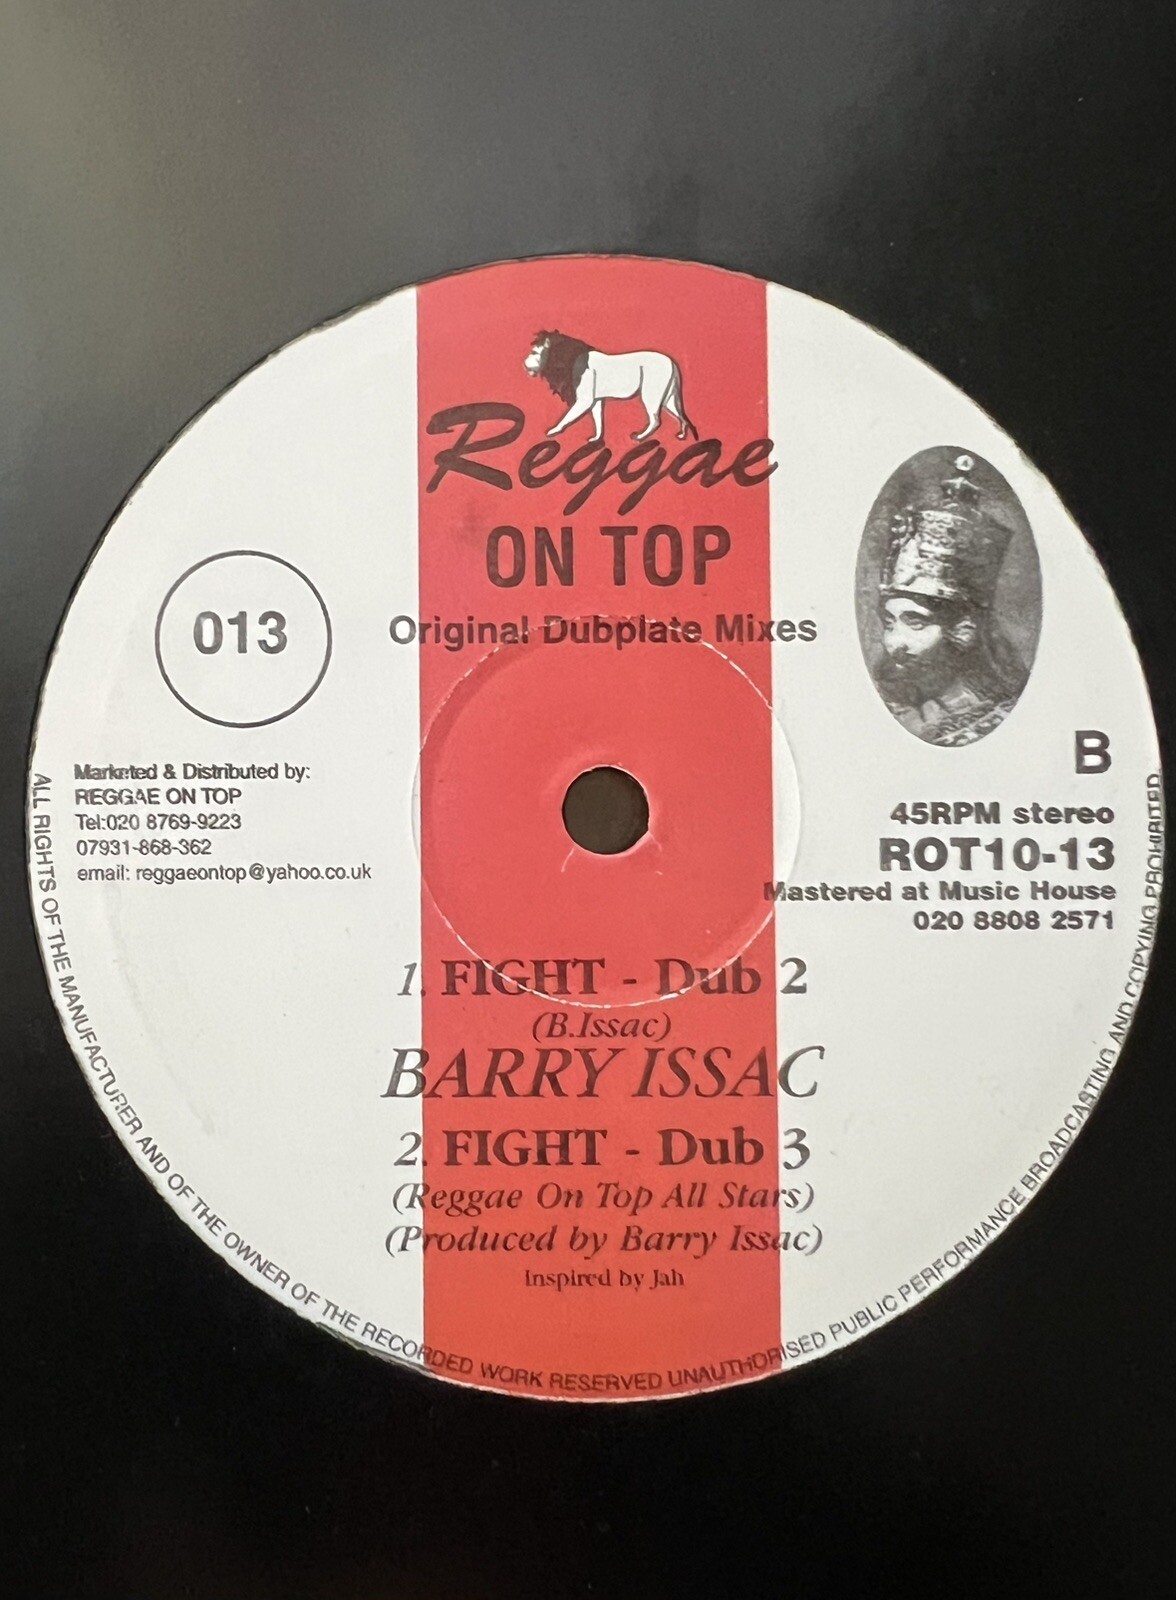 Reggae
ON TOP
Original Dubplate Mixes
013
Marketed & Distributed by:
REGGAE ON TOP
Tel:020 8769-9223
07931-868-362
email: reggaeontop@yahoo.co.uk
B
45RPM stereo
ROT10-13
Mastered at Music House
020 8808 2571
1. FIGHT - Dub 2
(B.Issac)
BARRY ISSAC
2. FIGHT - Dub 3
(Reggae On Top All Stars)
(Produced by Barry Issac)
Inspired by Jah
ALL RIGHTS OF THE MANUFACTURER AND OF THE OWNER OF THE RECORDED WORK RESERVED UNAUTHORISED PUBLIC PERFORMANCE BROADCASTING AND COPYING PROHIBITED